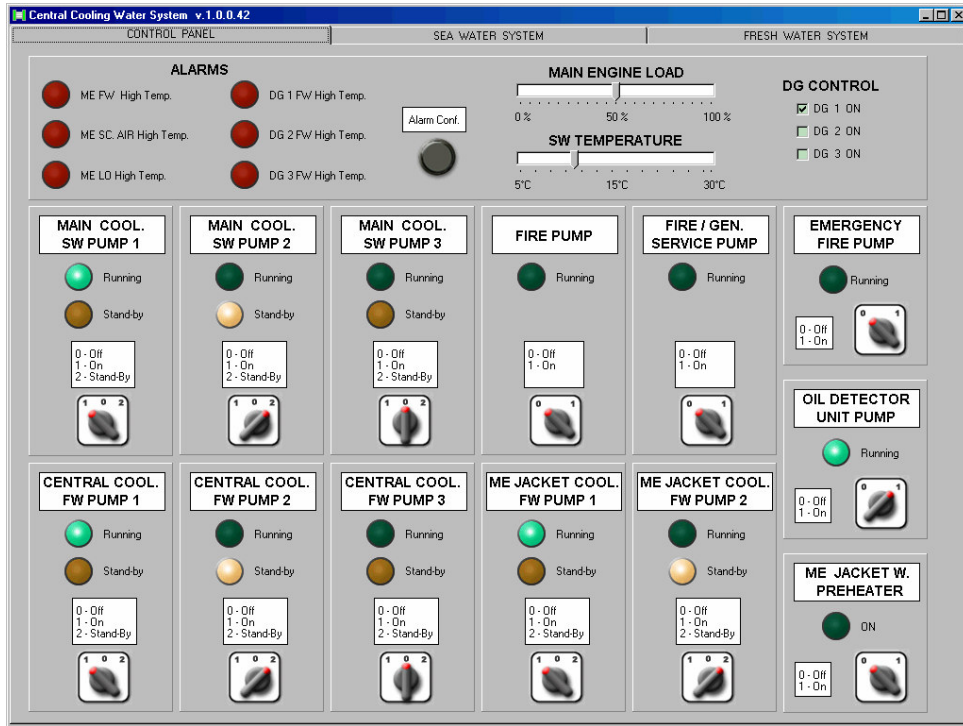 Central Cooling Water System v.1.0.0.42
CONTROL PANEL
SEA WATER SYSTEM
FRESH WATER SYSTEM
ALARMS
ME FW High Temp.
DG 1 FW High Temp.
ME SC. AIR High Temp.
DG 2 FW High Temp.
ME LO High Temp.
DG 3 FW High Temp.
Alarm Conf.
MAIN ENGINE LOAD
0 % 50 % 100 %
SW TEMPERATURE
5°C 15°C 30°C
DG CONTROL
DG 1 ON
DG 2 ON
DG 3 ON
MAIN COOL.
SW PUMP 1
Running
Stand-by
0 - Off
1 - On
2 - Stand-By
1 0 2
MAIN COOL.
SW PUMP 2
Running
Stand-by
0 - Off
1 - On
2 - Stand-By
1 0 2
MAIN COOL.
SW PUMP 3
Running
Stand-by
0 - Off
1 - On
2 - Stand-By
1 0 2
FIRE PUMP
Running
0 - Off
1 - On
0 1
FIRE / GEN.
SERVICE PUMP
Running
0 - Off
1 - On
0 1
EMERGENCY
FIRE PUMP
Running
0 - Off
1 - On
0 1
OIL DETECTOR
UNIT PUMP
Running
0 - Off
1 - On
0 1
CENTRAL COOL.
FW PUMP 1
Running
Stand-by
0 - Off
1 - On
2 - Stand-By
1 0 2
CENTRAL COOL.
FW PUMP 2
Running
Stand-by
0 - Off
1 - On
2 - Stand-By
1 0 2
CENTRAL COOL.
FW PUMP 3
Running
Stand-by
0 - Off
1 - On
2 - Stand-By
1 0 2
ME JACKET COOL.
FW PUMP 1
Running
Stand-by
0 - Off
1 - On
2 - Stand-By
1 0 2
ME JACKET COOL.
FW PUMP 2
Running
Stand-by
0 - Off
1 - On
2 - Stand-By
1 0 2
ME JACKET W.
PREHEATER
ON
0 - Off
1 - On
0 1